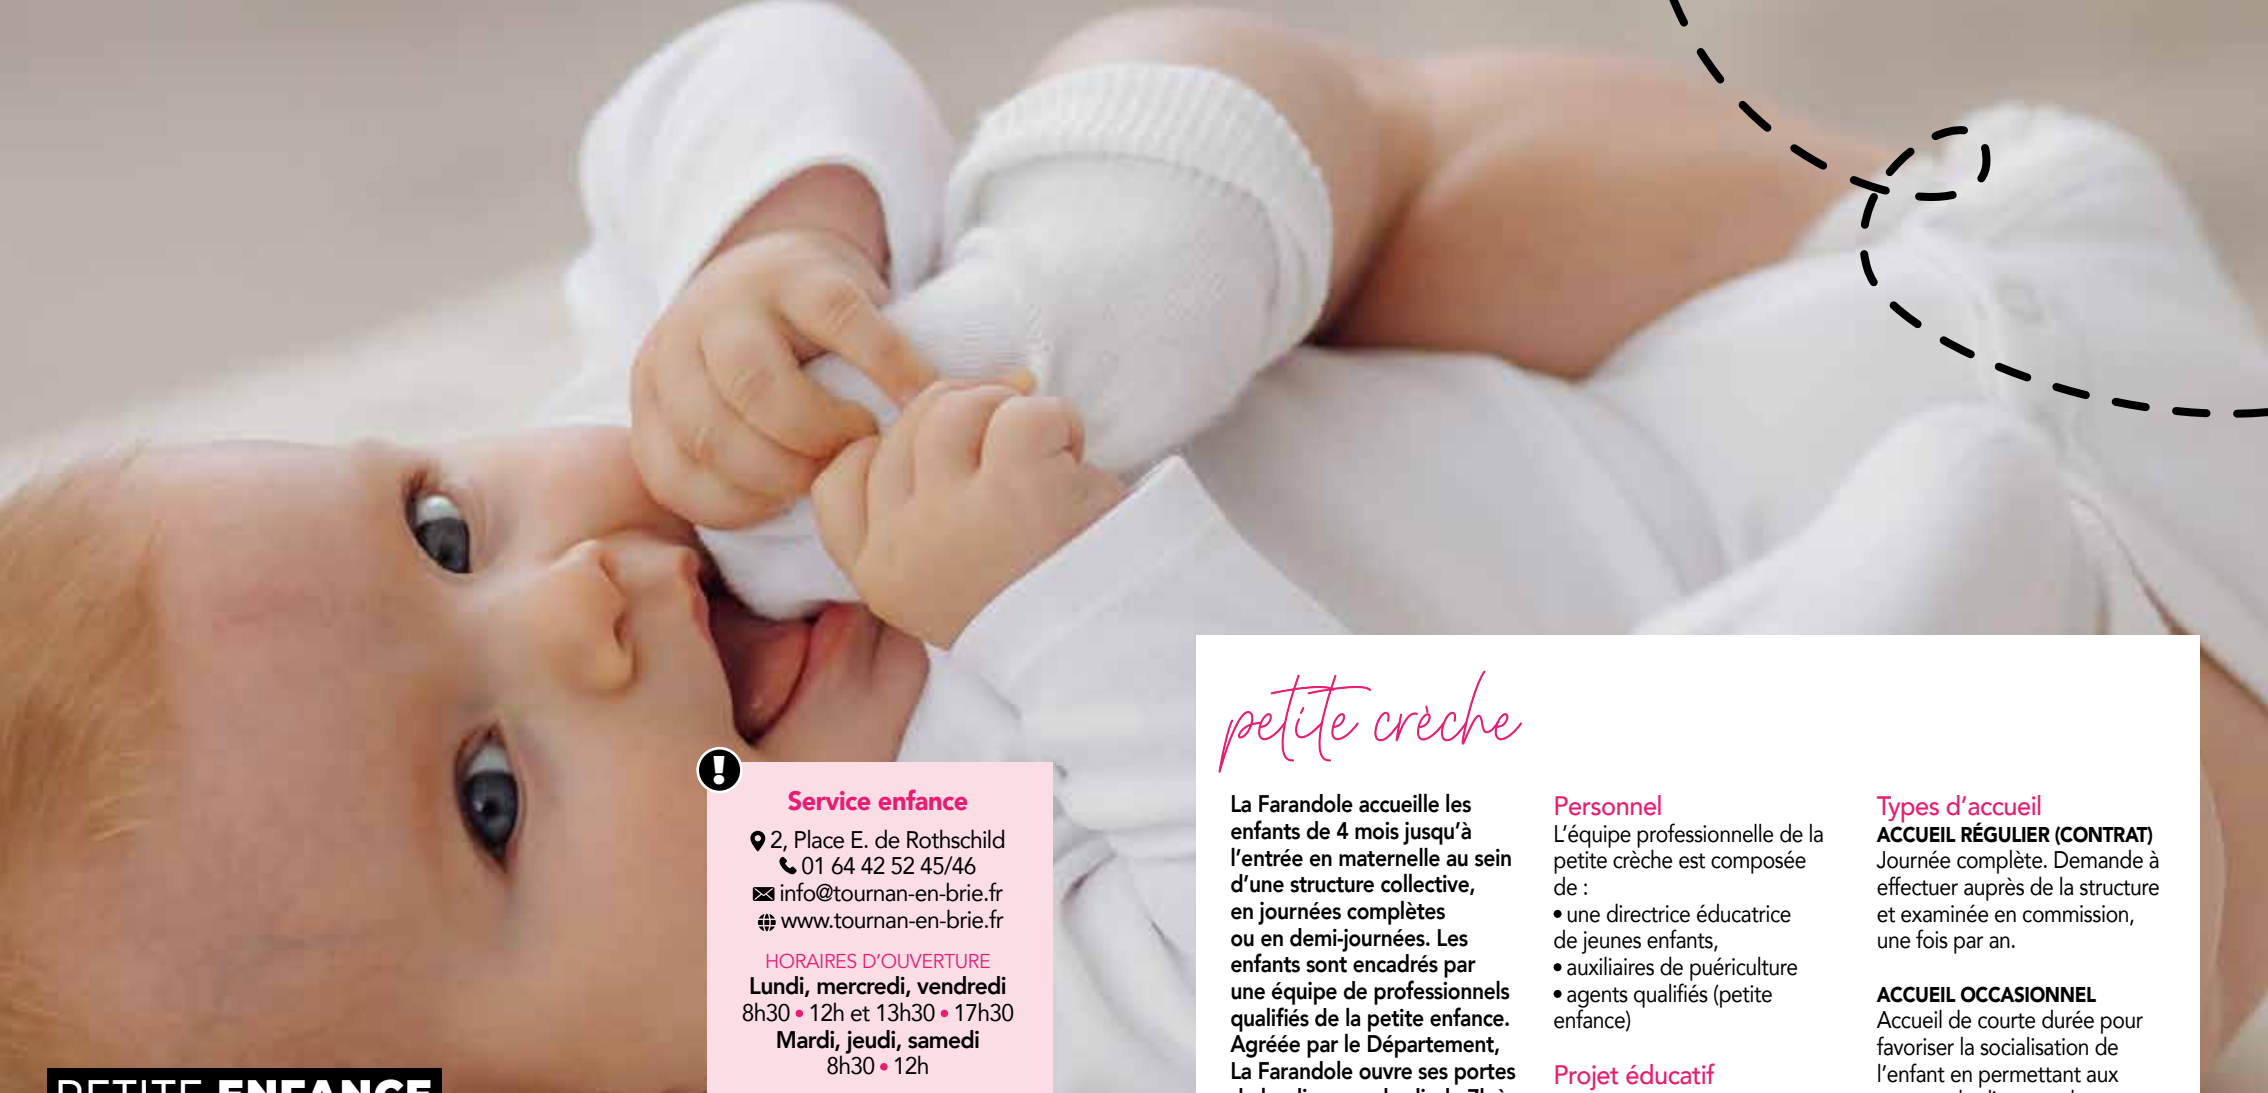 Service enfance
2, Place E. de Rothschild
01 64 42 52 45/46
info@tournan-en-brie.fr
www.tournan-en-brie.fr
HORAIRES D'OUVERTURE
Lundi, mercredi, vendredi
8h30 • 12h et 13h30 • 17h30
Mardi, jeudi, samedi
8h30 • 12h
PETITE ENFANCE
petite crèche
La Farandole accueille les
enfants de 4 mois jusqu'à
l'entrée en maternelle au sein
d'une structure collective,
en journées complètes
ou en demi-journées. Les
enfants sont encadrés par
une équipe de professionnels
qualifiés de la petite enfance.
Agréée par le Département,
La Farandole ouvre ses portes
Personnel
L'équipe professionnelle de la
petite crèche est composée
de :
• une directrice éducatrice
de jeunes enfants,
• auxiliaires de puériculture
• agents qualifiés (petite
enfance)
Projet éducatif
Types d'accueil
ACCUEIL RÉGULIER (CONTRAT)
Journée complète. Demande à
effectuer auprès de la structure
et examinée en commission,
une fois par an.
ACCUEIL OCCASIONNEL
Accueil de courte durée pour
favoriser la socialisation de
l'enfant en permettant aux